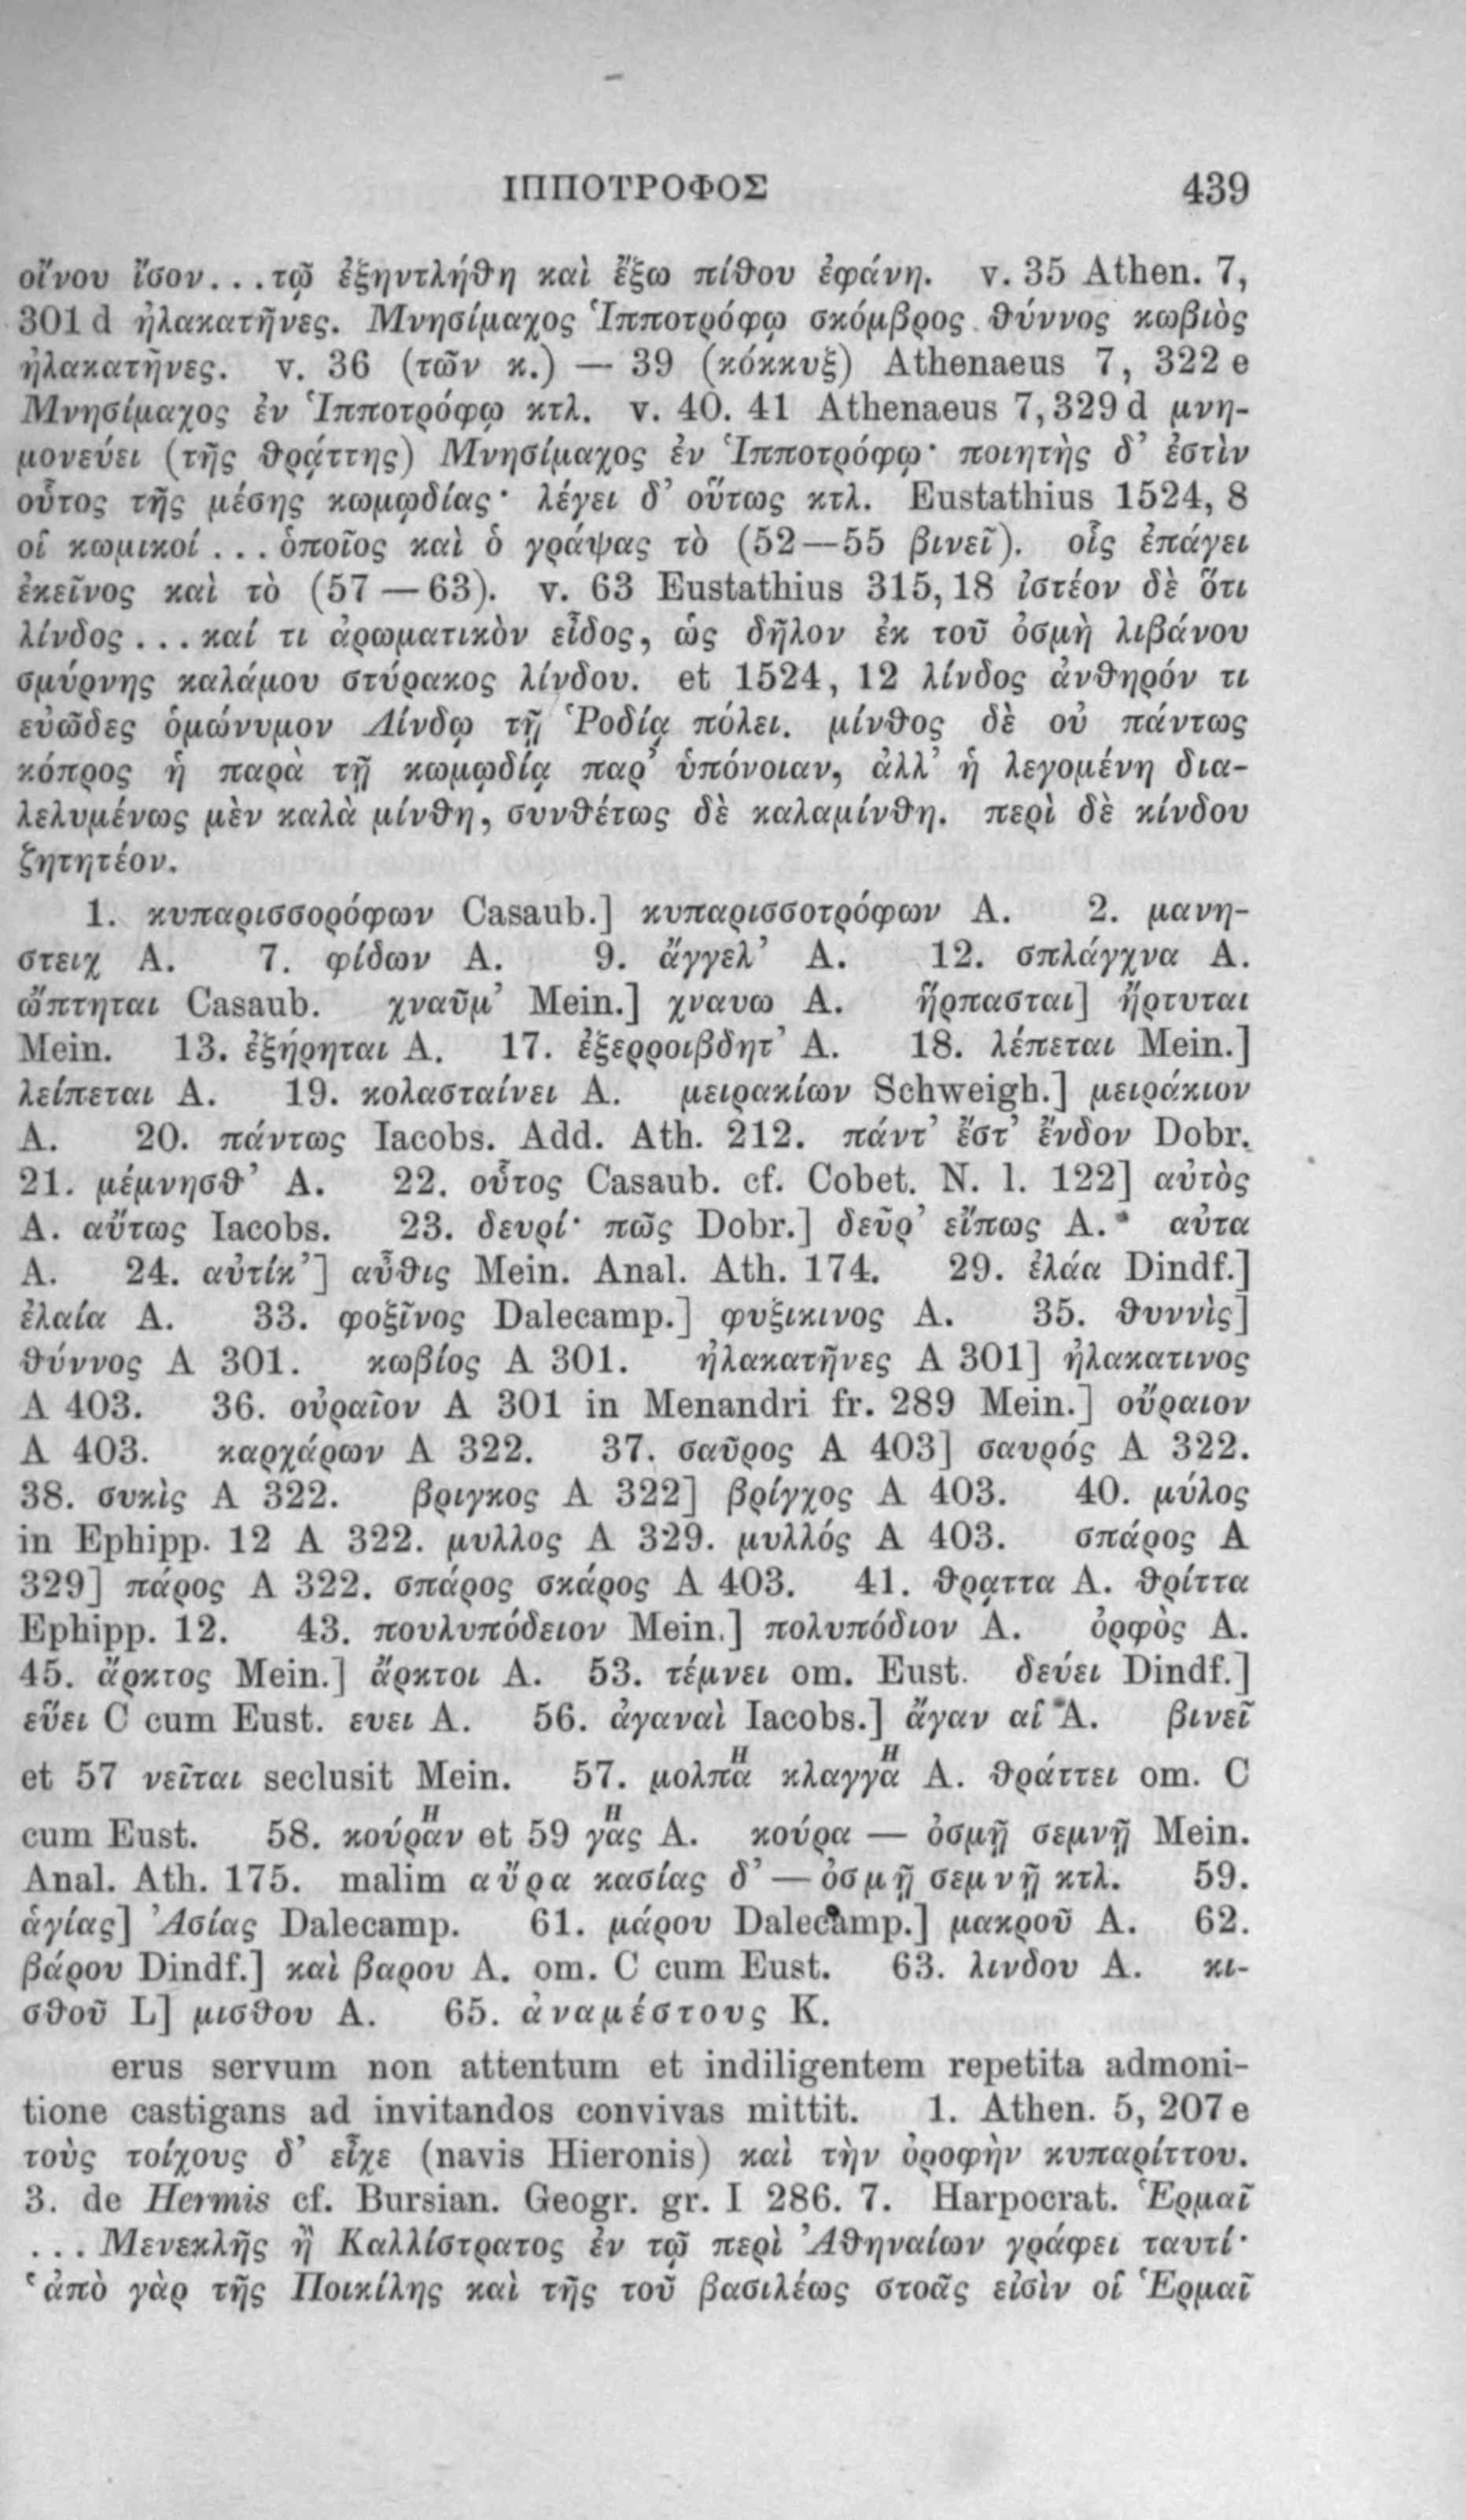 ΙΠΠΟΤΡΟΦΟΣ 439
οἴνου ἴσον...τῷ ἐξηντλήθη καὶ ἔξω πίθου ἐφάνη. v. 35 Athen. 7,
301 d ἠλακατῆνες. Μνησίμαχος Ἱπποτρόφῳ σκόμβρος θύννος κωβιὸς
ἠλακατῆνες. v. 36 (τῶν κ.) — 39 (κόκκυξ) Athenaeus 7, 322 e
Μνησίμαχος ἐν Ἱπποτρόφῳ κτλ. v. 40. 41 Athenaeus 7, 329 d μνη-
μονεύει (τῆς θρᾴττης) Μνησίμαχος ἐν Ἱπποτρόφῳ· ποιητὴς δ’ ἐστὶν
οὗτος τῆς μέσης κωμῳδίας· λέγει δ’ οὕτως κτλ. Eustathius 1524, 8
οἱ κωμικοί ... ὁποῖος καὶ ὁ γράψας τὸ (52—55 βινεῖ). οἷς ἐπάγει
ἐκεῖνος καὶ τὸ (57 — 63). v. 63 Eustathius 315, 18 ἰστέον δὲ ὅτι
λίνδος ... καί τι ἀρωματικὸν εἶδος, ὡς δῆλον ἐκ τοῦ ὀσμὴ λιβάνου
σμύρνης καλάμου στύρακος λίνδου. et 1524, 12 λίνδος ἀνθηρόν τι
εὐῶδες ὁμώνυμον Λίνδῳ τῇ Ῥοδίᾳ πόλει. μίνθος δὲ οὐ πάντως
κόπρος ἡ παρὰ τῇ κωμῳδίᾳ παρ’ ὑπόνοιαν, ἀλλ’ ἡ λεγομένη δια-
λελυμένως μὲν καλὰ μίνθη, συνθέτως δὲ καλαμίνθη. περὶ δὲ κίνδου
ζητητέον.
1. κυπαρισσορόφων Casaub.] κυπαρισσοτρόφων A. 2. μανη-
στειχ A. 7. φίδων A. 9. ἄγγελ’ A. 12. σπλάγχνα A.
ὤπτηται Casaub. χναῦμ’ Mein.] χναυω A. ἥρπασται] ἤρτυται
Mein. 13. ἐξήρηται A. 17. ἐξερροιβδητ’ A. 18. λέπεται Mein.]
λείπεται A. 19. κολασταίνει A. μειρακίων Schweigh.] μειράκιον
A. 20. πάντως Iacobs. Add. Ath. 212. πάντ’ ἔστ’ ἔνδον Dobr.
21. μέμνησθ’ A. 22. οὗτος Casaub. cf. Cobet. N. l. 122] αὐτὸς
A. αὔτως Iacobs. 23. δευρί· πῶς Dobr.] δεῦρ’ εἴπως A. αὐτα
A. 24. αὐτίκ’] αὖθις Mein. Anal. Ath. 174. 29. ἐλάα Dindf.]
ἐλαία A. 33. φοξῖνος Dalecamp.] φυξικινος A. 35. θυννὶς]
θύννος A 301. κωβίος A 301. ἠλακατῆνες A 301] ἠλακατινος
A 403. 36. οὐραῖον A 301 in Menandri fr. 289 Mein.] οὔραιον
A 403. καρχάρων A 322. 37. σαῦρος A 403] σαυρός A 322.
38. συκὶς A 322. βριγκος A 322] βρίγχος A 403. 40. μύλος
in Ephipp. 12 A 322. μυλλος A 329. μυλλός A 403. σπάρος A
329] πάρος A 322. σπάρος σκάρος A 403. 41. θρᾳττα A. θρίττα
Ephipp. 12. 43. πουλυπόδειον Mein.] πολυπόδιον A. ὀρφὸς A.
45. ἄρκτος Mein.] ἄρκτοι A. 53. τέμνει om. Eust. δεύει Dindf.]
εὕει C cum Eust. ευει A. 56. ἀγαναὶ Iacobs.] ἄγαν αἱ A. βινεῖ
et 57 νεῖται seclusit Mein. 57. μολπᾱͪ κλαγγᾱͪ A. θράττει om. C
cum Eust. 58. κούρᾱͪν et 59 γᾱͪς A. κούρα — ὀσμῇ σεμνῇ Mein.
Anal. Ath. 175. malim αὔρα κασίας δ’ — ὀσμῇ σεμνῇ κτλ. 59.
ἁγίας] Ἀσίας Dalecamp. 61. μάρου Dalecamp.] μακροῦ A. 62.
βάρου Dindf.] καὶ βαρου A. om. C cum Eust. 63. λινδου A. κι-
σθοῦ L] μισθου A. 65. ἀναμέστους K.
erus servum non attentum et indiligentem repetita admoni-
tione castigans ad invitandos convivas mittit. 1. Athen. 5, 207 e
τοὺς τοίχους δ’ εἶχε (navis Hieronis) καὶ τὴν ὀροφὴν κυπαρίττου.
3. de Hermis cf. Bursian. Geogr. gr. I 286. 7. Harpocrat. Ἑρμαῖ
... Μενεκλῆς ἢ Καλλίστρατος ἐν τῷ περὶ Ἀθηναίων γράφει ταυτί·
‘ἀπὸ γὰρ τῆς Ποικίλης καὶ τῆς τοῦ βασιλέως στοᾶς εἰσὶν οἱ Ἑρμαῖ